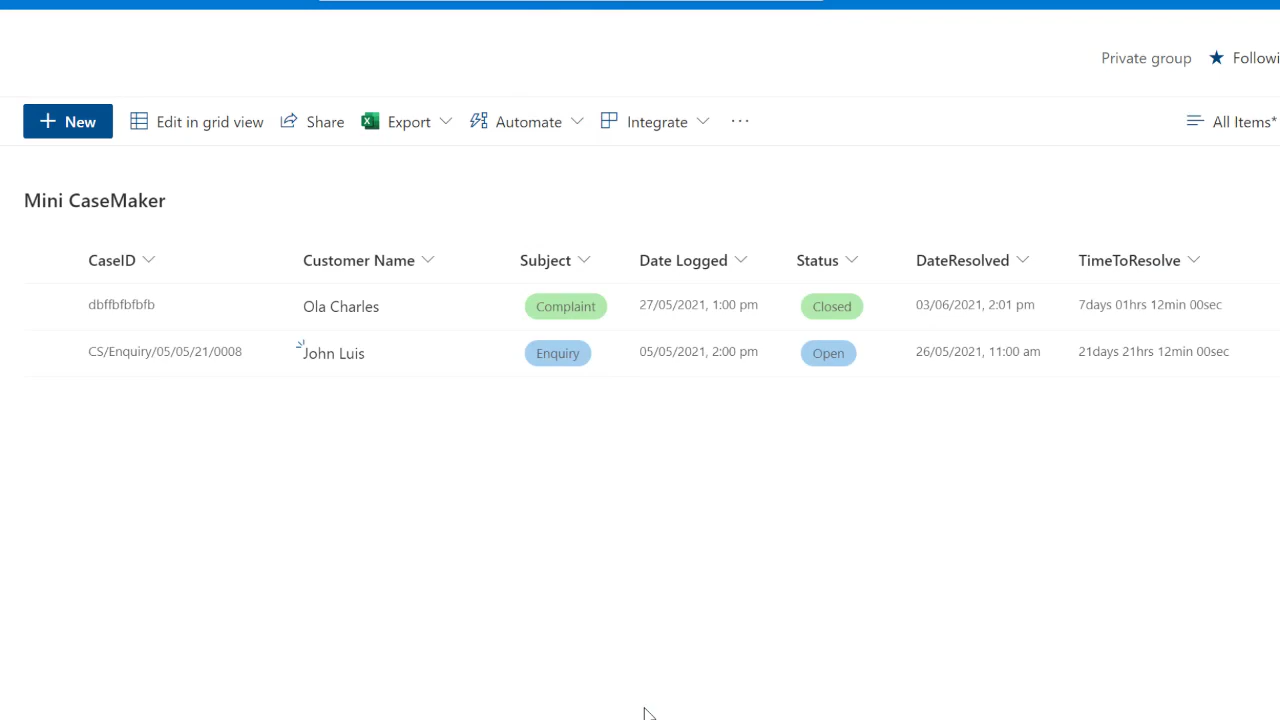 Private group Followi
New Edit in grid view Share Export Automate Integrate ··· All Items*
Mini CaseMaker
CaseID Customer Name Subject Date Logged Status DateResolved TimeToResolve
dbffbfbfbfb Ola Charles Complaint 27/05/2021, 1:00 pm Closed 03/06/2021, 2:01 pm 7days 01hrs 12min 00sec
CS/Enquiry/05/05/21/0008 John Luis Enquiry 05/05/2021, 2:00 pm Open 26/05/2021, 11:00 am 21days 21hrs 12min 00sec